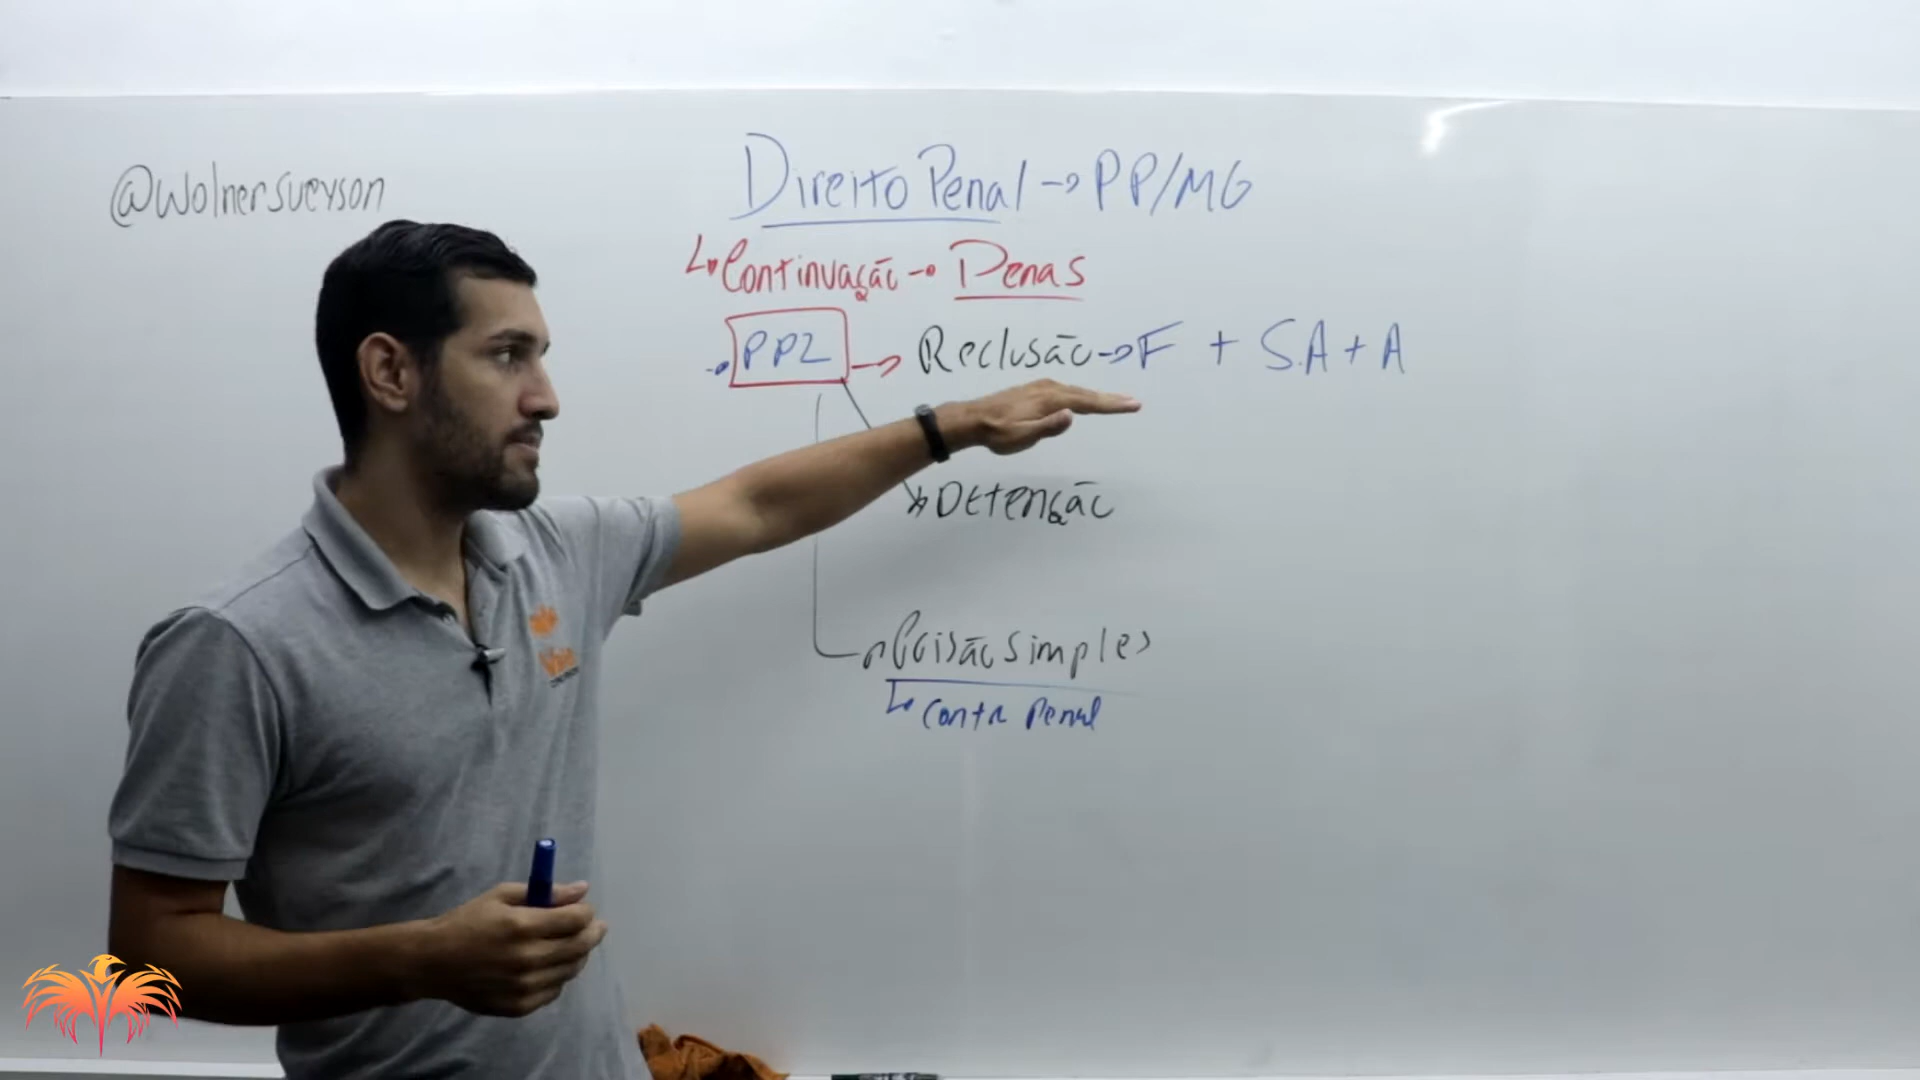 @wolnersueyson
Direito Penal → PP/MG
↳ Continuação → Penas
→ PPL → Reclusão → F + S.A + A
→ Detenção
→ Prisão simples
↳ Contr Penal